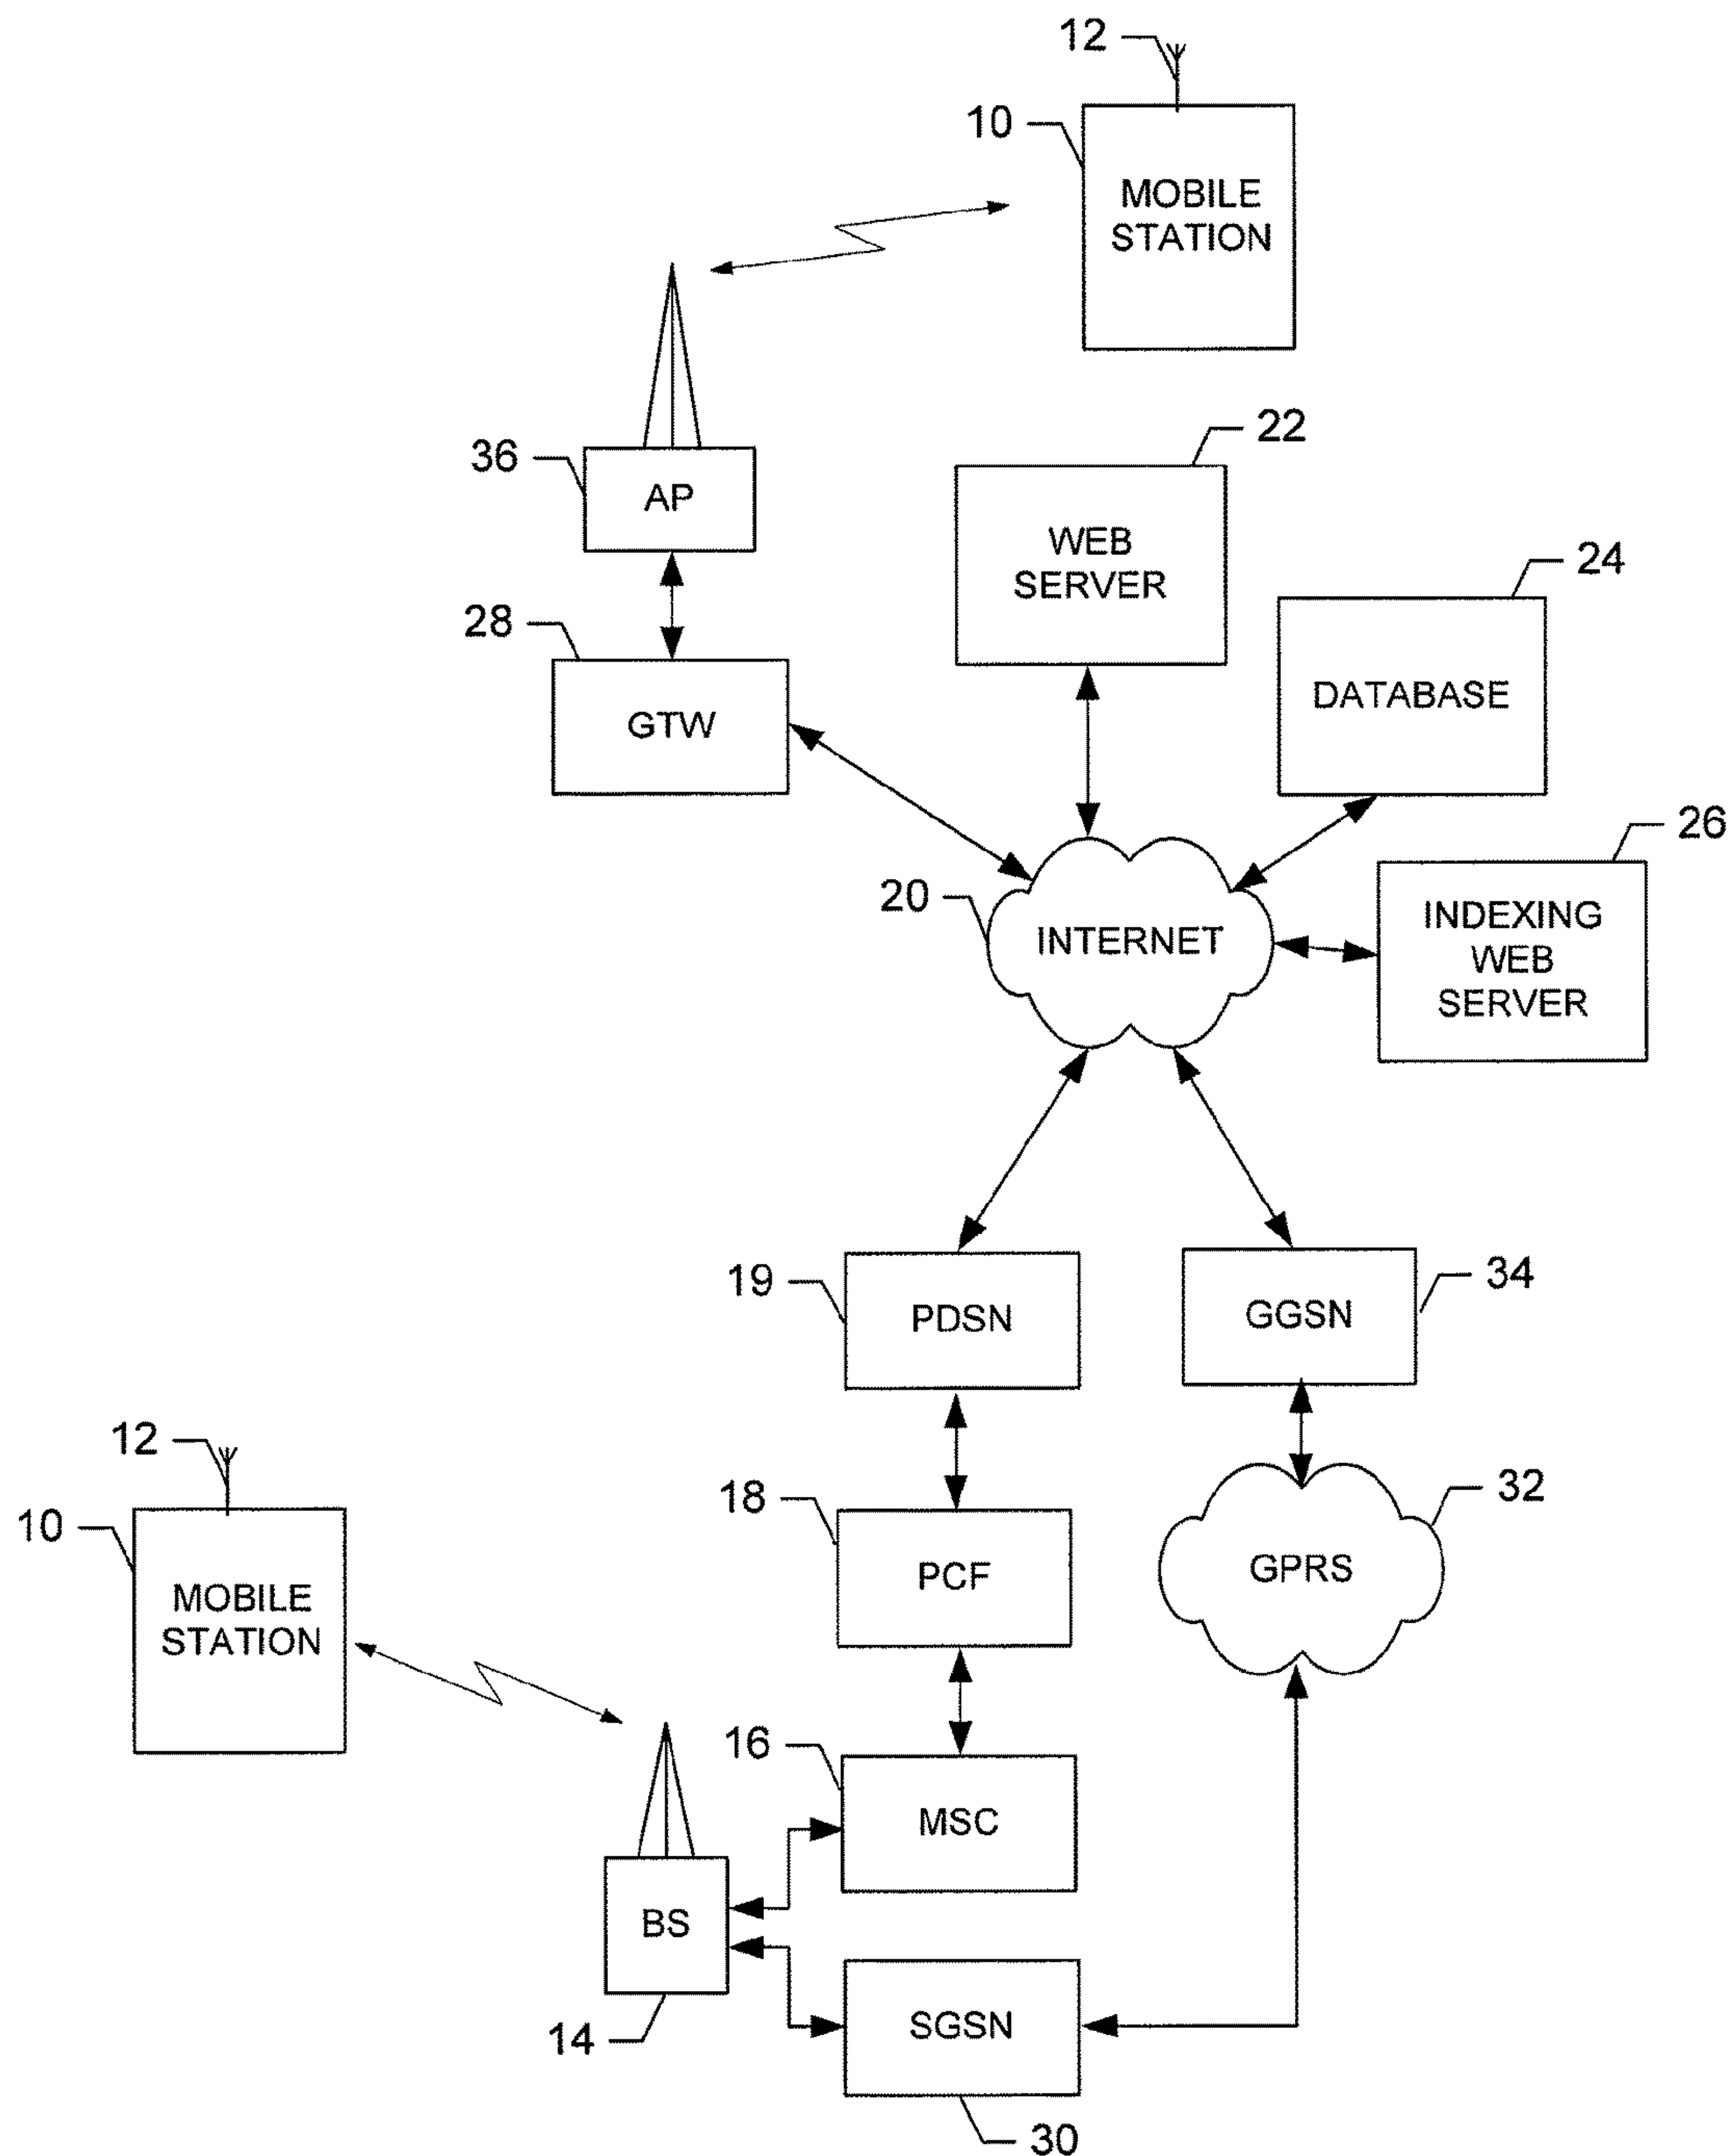 12
10
MOBILE
STATION
36
AP
22
WEB
SERVER
24
DATABASE
28
GTW
26
INDEXING
WEB
SERVER
20
INTERNET
19
PDSN
34
GGSN
12
10
MOBILE
STATION
18
PCF
32
GPRS
16
MSC
BS
14
SGSN
30